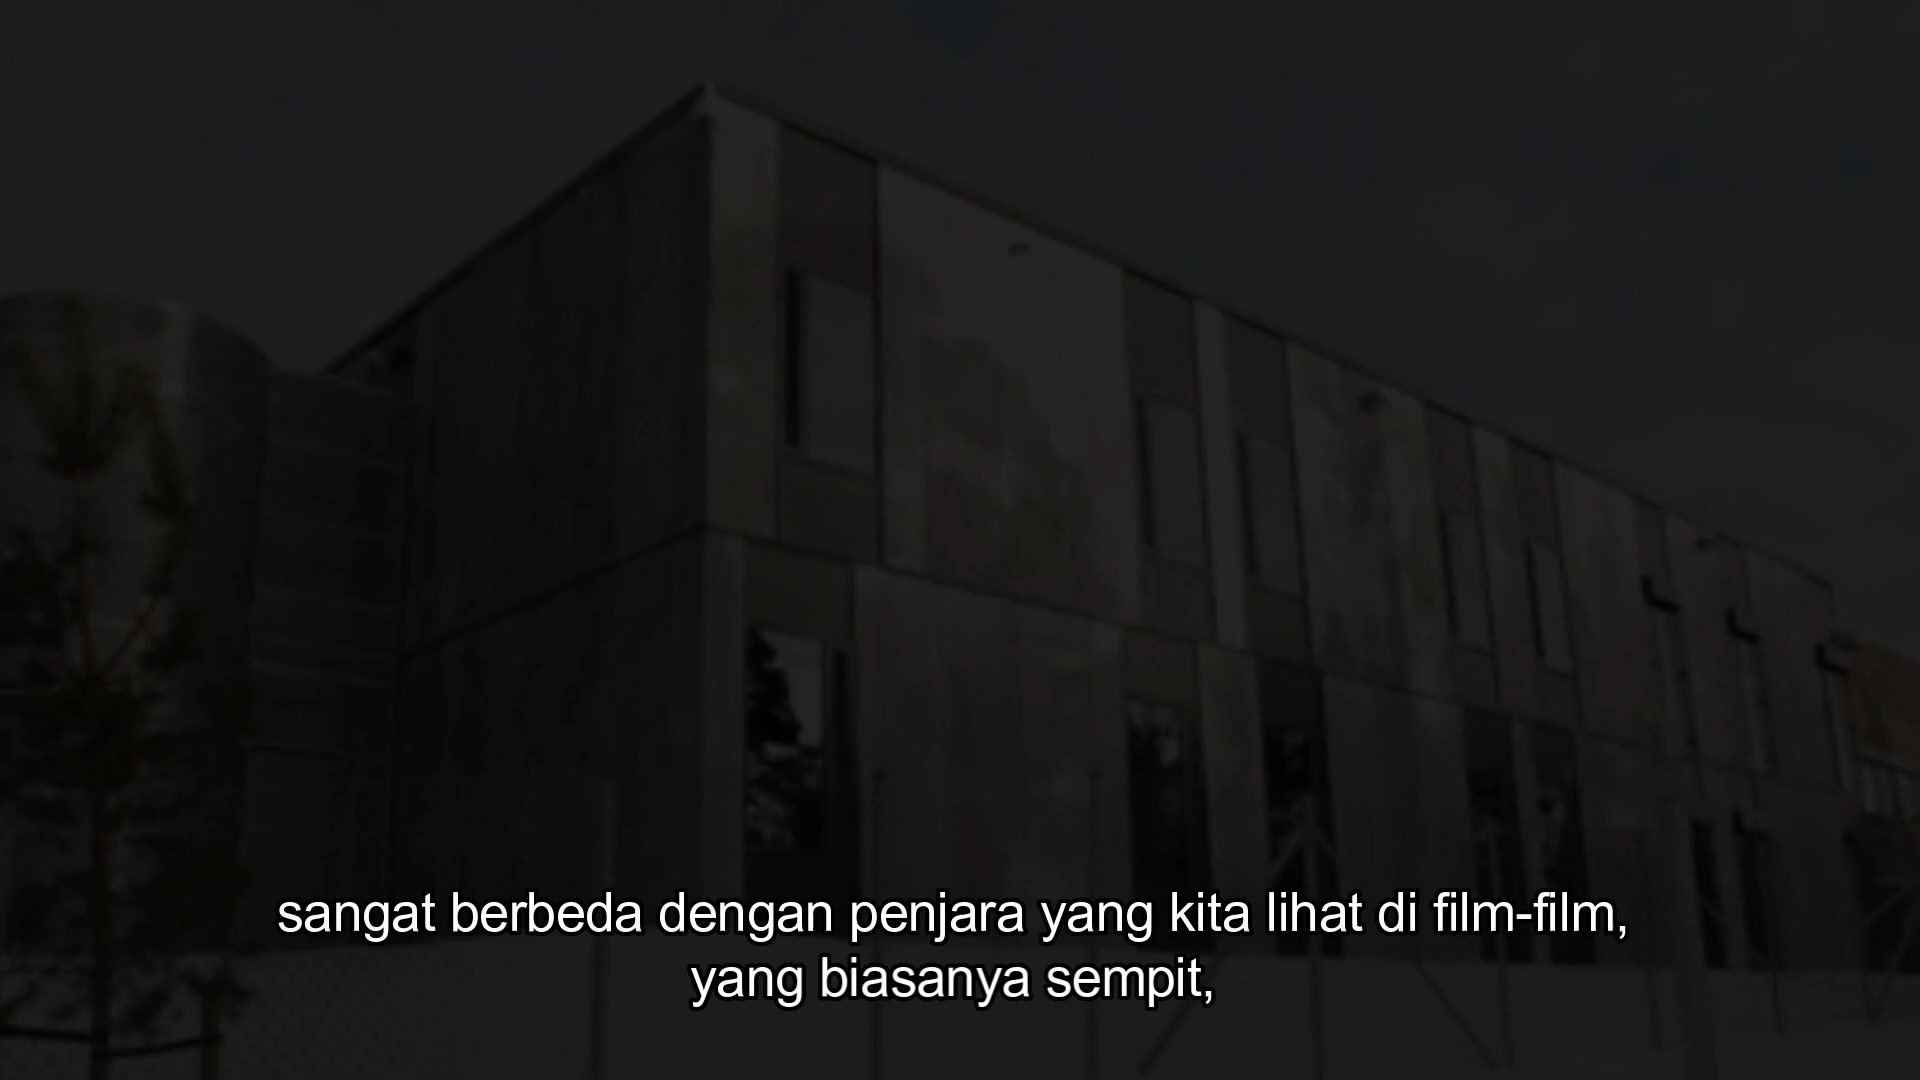 sangat berbeda dengan penjara yang kita lihat di film-film,
yang biasanya sempit,